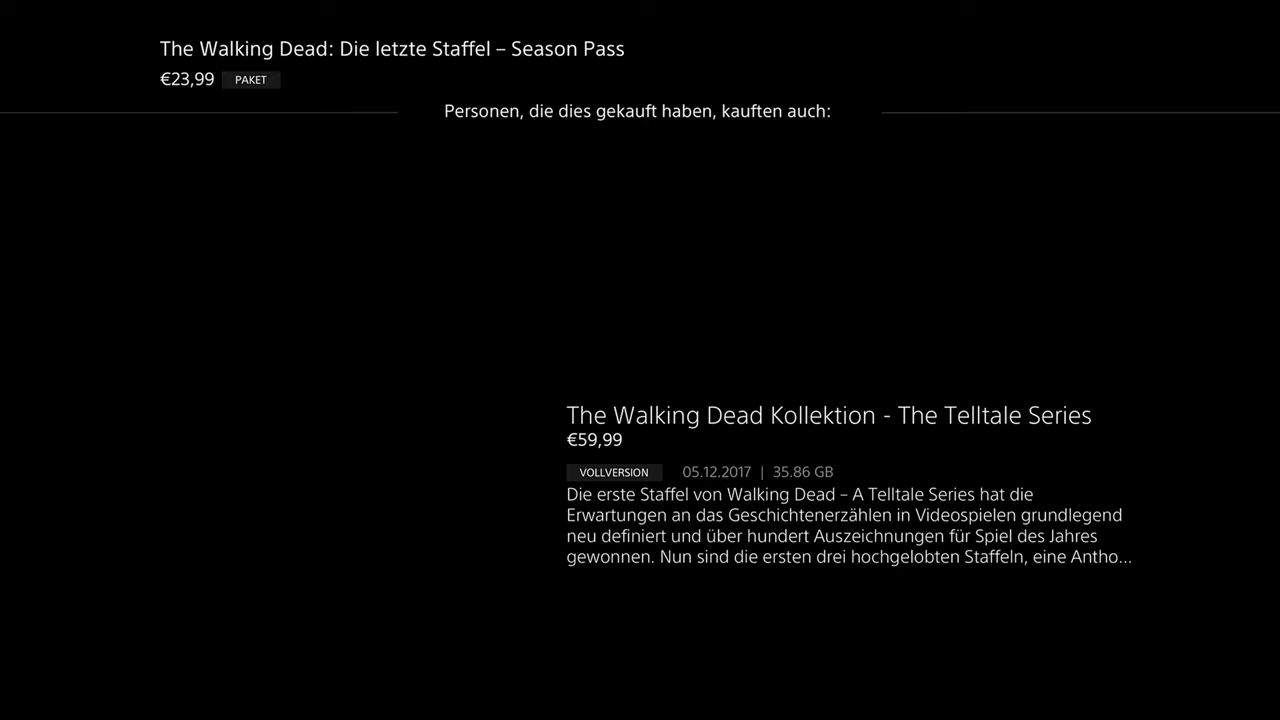 The Walking Dead: Die letzte Staffel – Season Pass
€23,99 PAKET
Personen, die dies gekauft haben, kauften auch:
The Walking Dead Kollektion - The Telltale Series
€59,99
VOLLVERSION 05.12.2017 | 35.86 GB
Die erste Staffel von Walking Dead – A Telltale Series hat die
Erwartungen an das Geschichtenerzählen in Videospielen grundlegend
neu definiert und über hundert Auszeichnungen für Spiel des Jahres
gewonnen. Nun sind die ersten drei hochgelobten Staffeln, eine Antho...